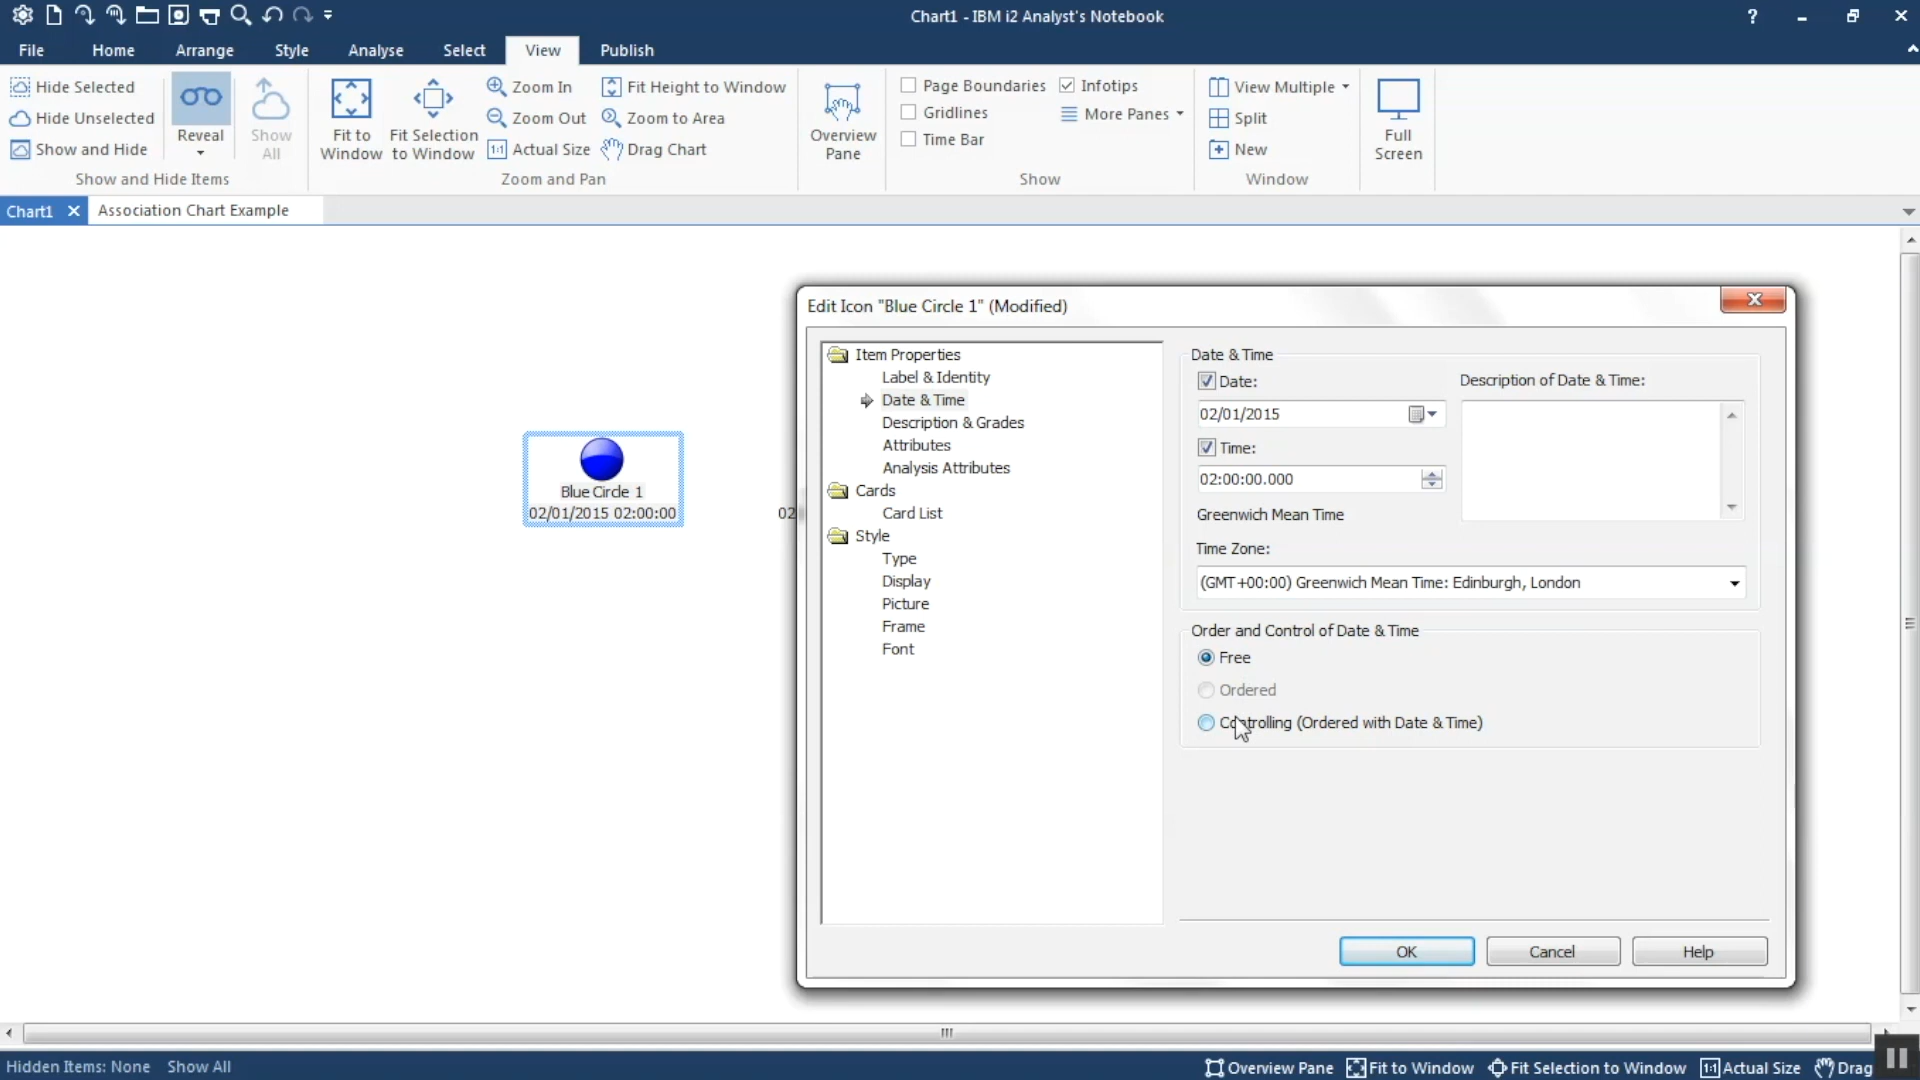 Chart1 - IBM i2 Analyst's Notebook
?
File Home Arrange Style Analyse Select View Publish
Hide Selected
Hide Unselected
Show and Hide
Reveal
Show
All
Show and Hide Items
Fit to
Window
Fit Selection
to Window
Zoom In
Zoom Out
1:1 Actual Size
Fit Height to Window
Zoom to Area
Drag Chart
Zoom and Pan
Overview
Pane
Page Boundaries
Gridlines
Time Bar
Infotips
More Panes
Show
View Multiple
Split
New
Window
Full
Screen
Chart1
Association Chart Example
Blue Circle 1
02/01/2015 02:00:00
02
Edit Icon "Blue Circle 1" (Modified)
Item Properties
Label & Identity
Date & Time
Description & Grades
Attributes
Analysis Attributes
Cards
Card List
Style
Type
Display
Picture
Frame
Font
Date & Time
Date:
02/01/2015
Time:
02:00:00.000
Greenwich Mean Time
Description of Date & Time:
Time Zone:
(GMT+00:00) Greenwich Mean Time: Edinburgh, London
Order and Control of Date & Time
Free
Ordered
Controlling (Ordered with Date & Time)
OK Cancel Help
Hidden Items: None Show All
Overview Pane Fit to Window Fit Selection to Window 1:1 Actual Size Drag